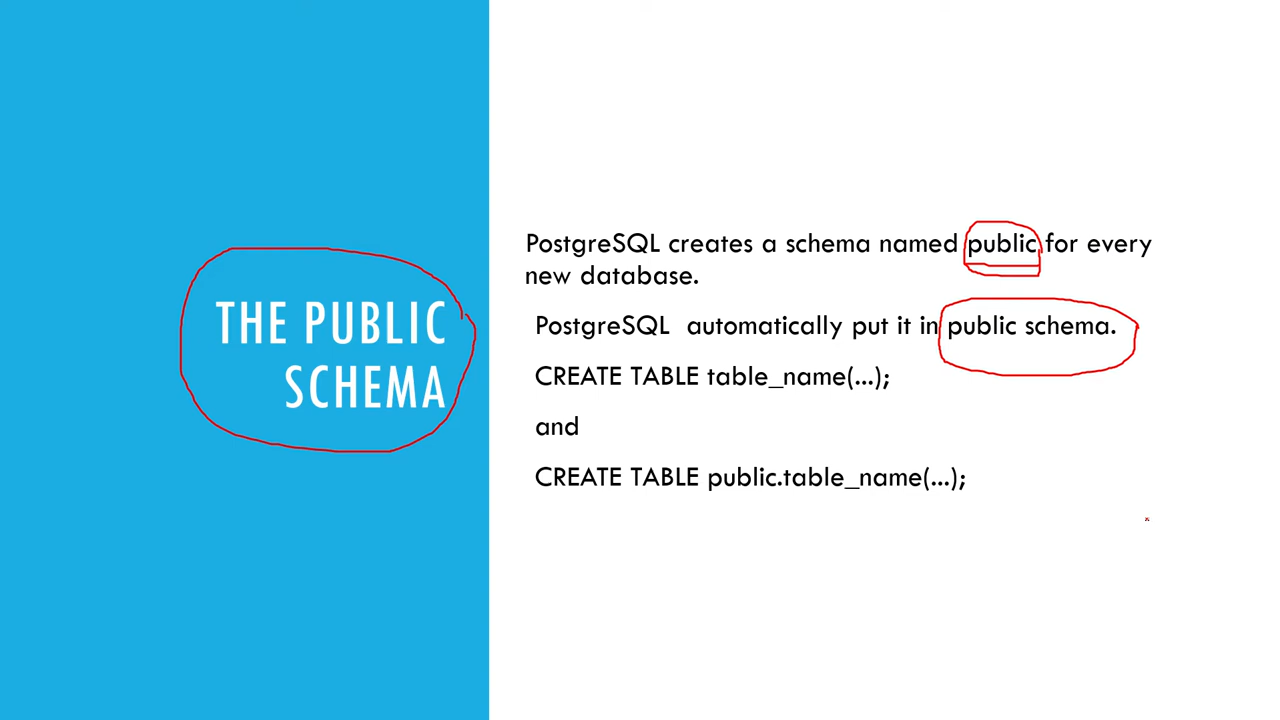 THE PUBLIC
SCHEMA
PostgreSQL creates a schema named public for every
new database.
PostgreSQL  automatically put it in public schema.
CREATE TABLE table_name(...);
and
CREATE TABLE public.table_name(...);